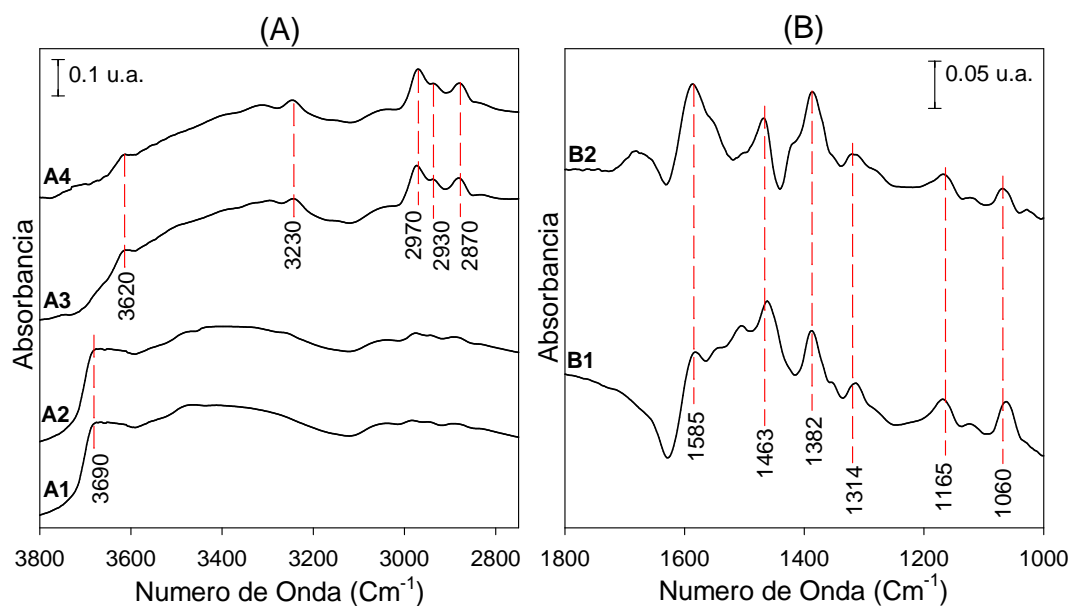 (A)
0.1 u.a.
A4
A3
A2
A1
3690
3620
3230
2970
2930
2870
Absorbancia
3800
3600
3400
3200
3000
2800
Numero de Onda (Cm⁻¹)
(B)
0.05 u.a.
B2
B1
1585
1463
1382
1314
1165
1060
Absorbancia
1800
1600
1400
1200
1000
Numero de Onda (Cm⁻¹)